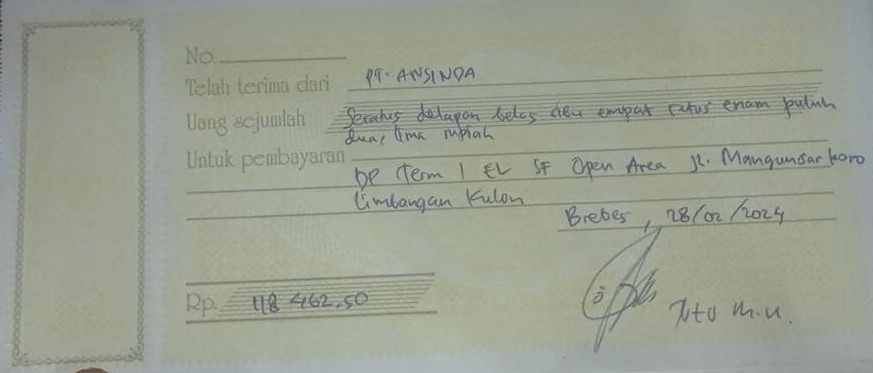 No.
Telah terima dari PT. ANSINDA
Uang sejumlah Seratus delapan belas ribu empat ratus enam puluh
dua, lima rupiah
Untuk pembayaran
DP Term 1 EV SF Open Area Jl. Mangunsarkoro
Limbangan Kulon
Brebes, 28/02/2024
Rp. 118 462,50
M.U.